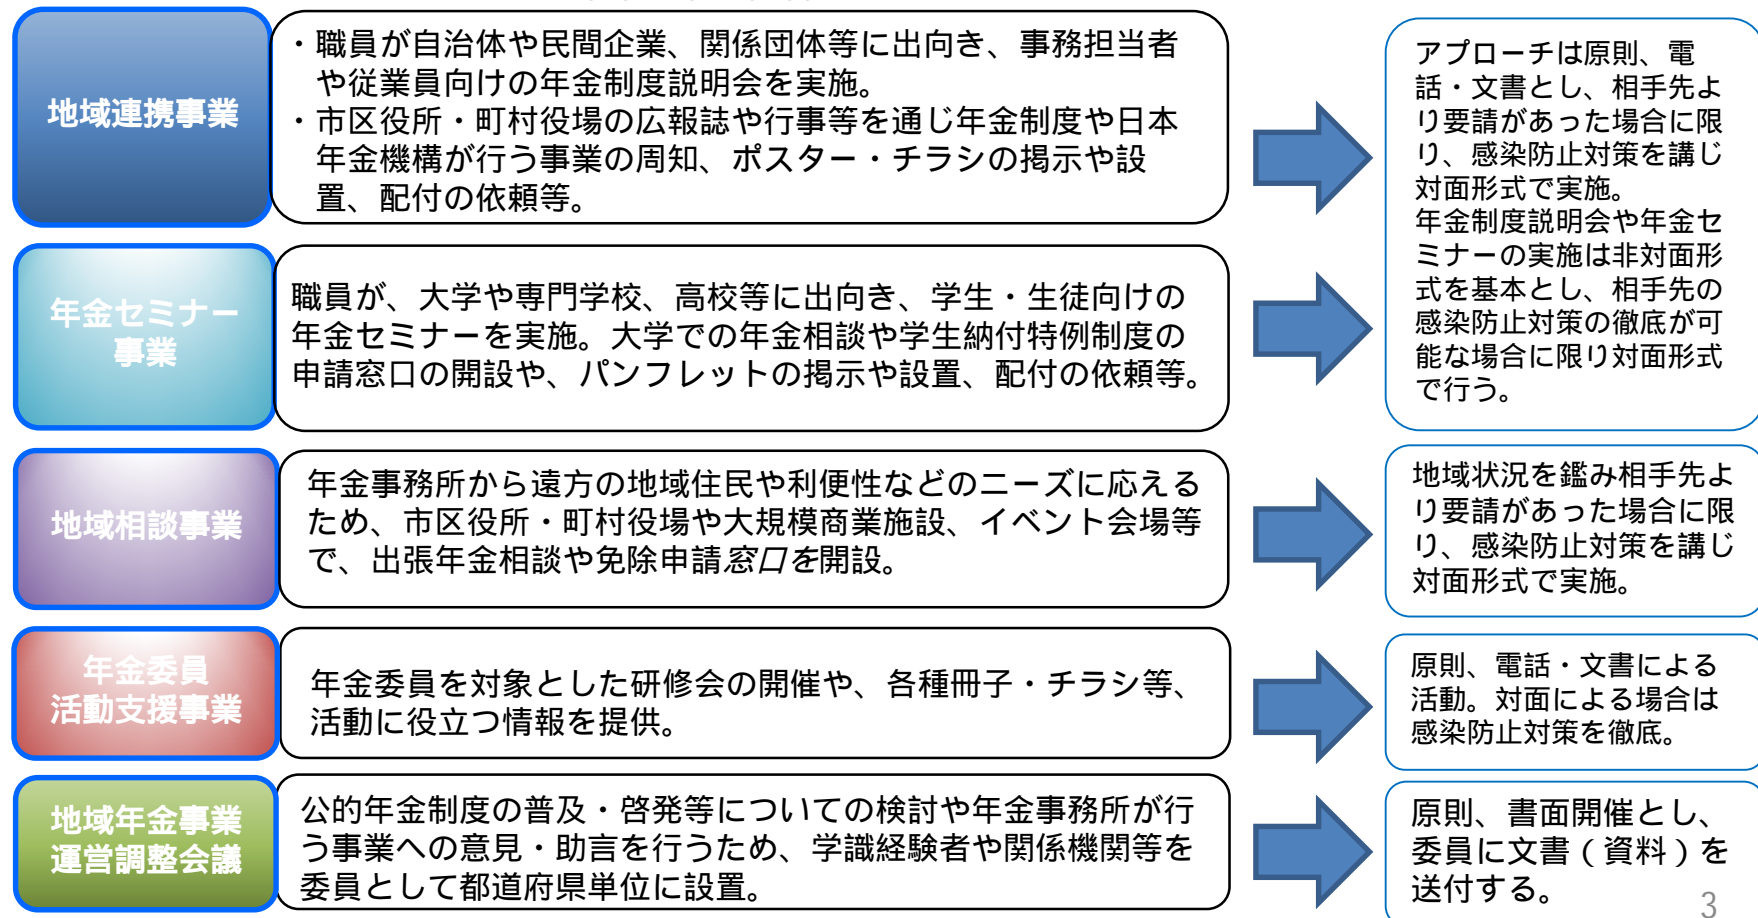 地域連携事業
・職員が自治体や民間企業、関係団体等に出向き、事務担当者
や従業員向けの年金制度説明会を実施。
・市区役所・町村役場の広報誌や行事等を通じ年金制度や日本
年金機構が行う事業の周知、ポスター・チラシの掲示や設
置、配付の依頼等。
アプローチは原則、電
話・文書とし、相手先よ
り要請があった場合に限
り、感染防止対策を講じ
対面形式で実施。
年金制度説明会や年金セ
ミナーの実施は非対面形
式を基本とし、相手先の
感染防止対策の徹底が可
能な場合に限り対面形式
で行う。
年金セミナー
事業
職員が、大学や専門学校、高校等に出向き、学生・生徒向けの
年金セミナーを実施。大学での年金相談や学生納付特例制度の
申請窓口の開設や、パンフレットの掲示や設置、配付の依頼等。
地域相談事業
年金事務所から遠方の地域住民や利便性などのニーズに応える
ため、市区役所・町村役場や大規模商業施設、イベント会場等
で、出張年金相談や免除申請窓口を開設。
地域状況を鑑み相手先よ
り要請があった場合に限
り、感染防止対策を講じ
対面形式で実施。
年金委員
活動支援事業
年金委員を対象とした研修会の開催や、各種冊子・チラシ等、
活動に役立つ情報を提供。
原則、電話・文書による
活動。対面による場合は
感染防止対策を徹底。
地域年金事業
運営調整会議
公的年金制度の普及・啓発等についての検討や年金事務所が行
う事業への意見・助言を行うため、学識経験者や関係機関等を
委員として都道府県単位に設置。
原則、書面開催とし、
委員に文書（資料）を
送付する。
3